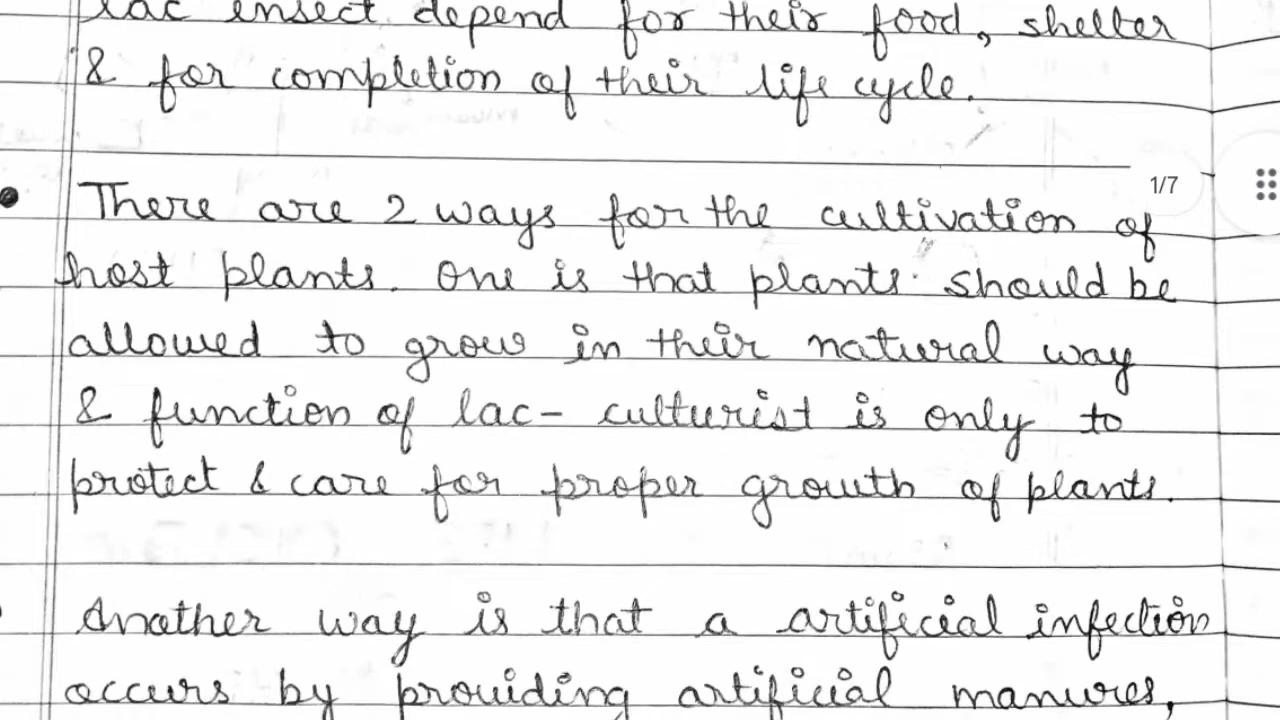 lac insect depend for their food, shelter
& for completion of their life cycle.
1/7
There are 2 ways for the cultivation of
host plants. One is that plants should be
allowed to grow in their natural way
& function of lac- culturist is only to
protect & care for proper growth of plants.
Another way is that a artificial infection
occurs by providing artificial manures,